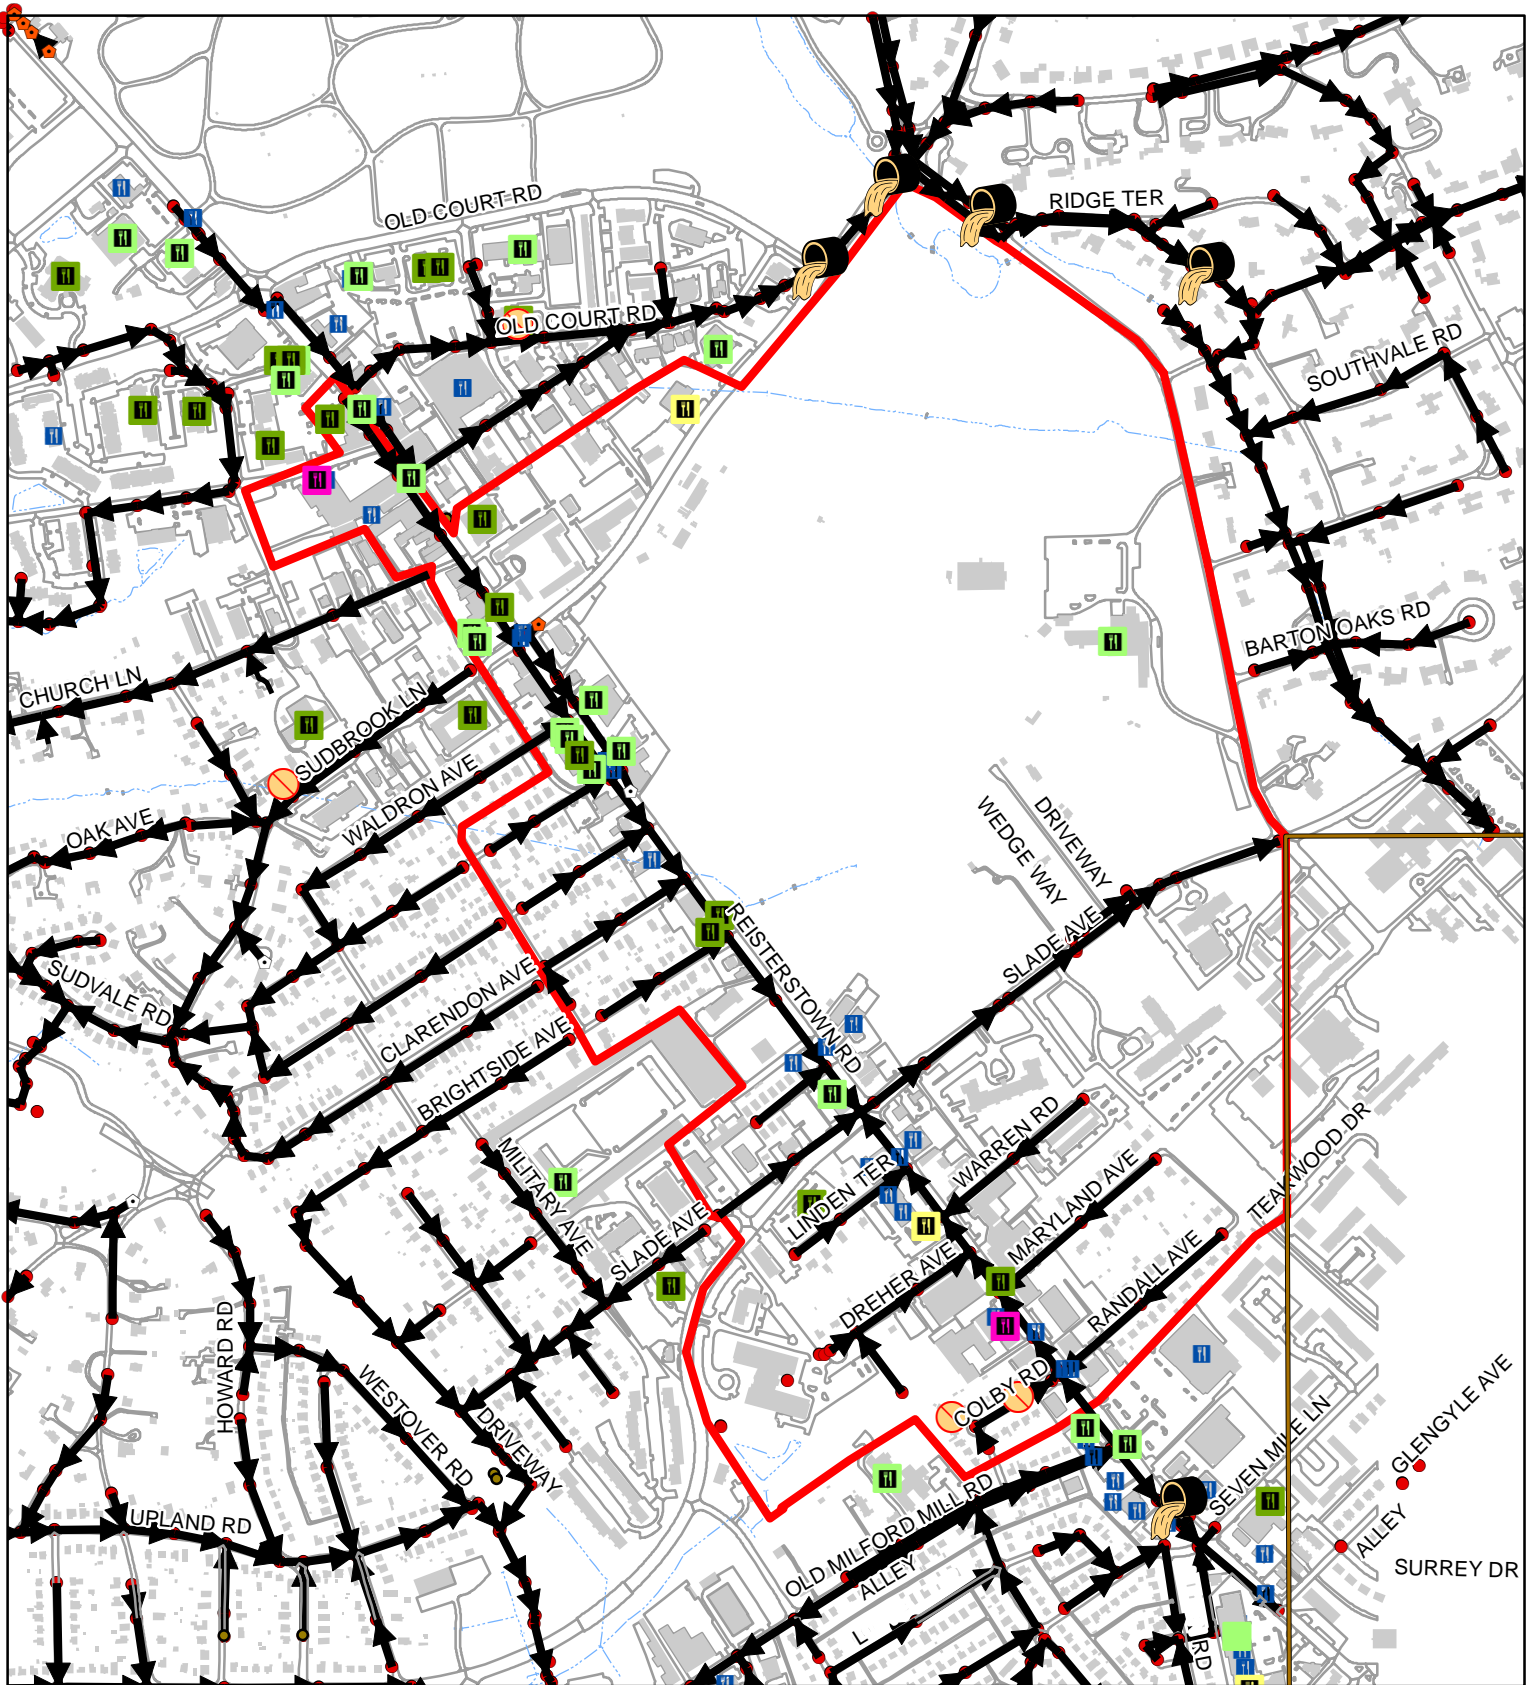 OLD COURT RD
RIDGE TER
OLD COURT RD
SOUTHVALE RD
BARTON OAKS RD
CHURCH LN
SUDBROOK LN
WALDRON AVE
OAK AVE
DRIVEWAY
WEDGE WAY
REISTERSTOWN RD
SLADE AVE
SUDVALE RD
CLARENDON AVE
BRIGHTSIDE AVE
MILITARY AVE
WARREN RD
LINDEN TER
MARYLAND AVE
TEAKWOOD DR
SLADE AVE
DREHER AVE
RANDALL AVE
HOWARD RD
WESTOVER RD
DRIVEWAY
COLBY RD
GLENGYLE AVE
SEVEN MILE LN
UPLAND RD
OLD MILFORD MILL RD
ALLEY
ALLEY
SURREY DR
L
RD